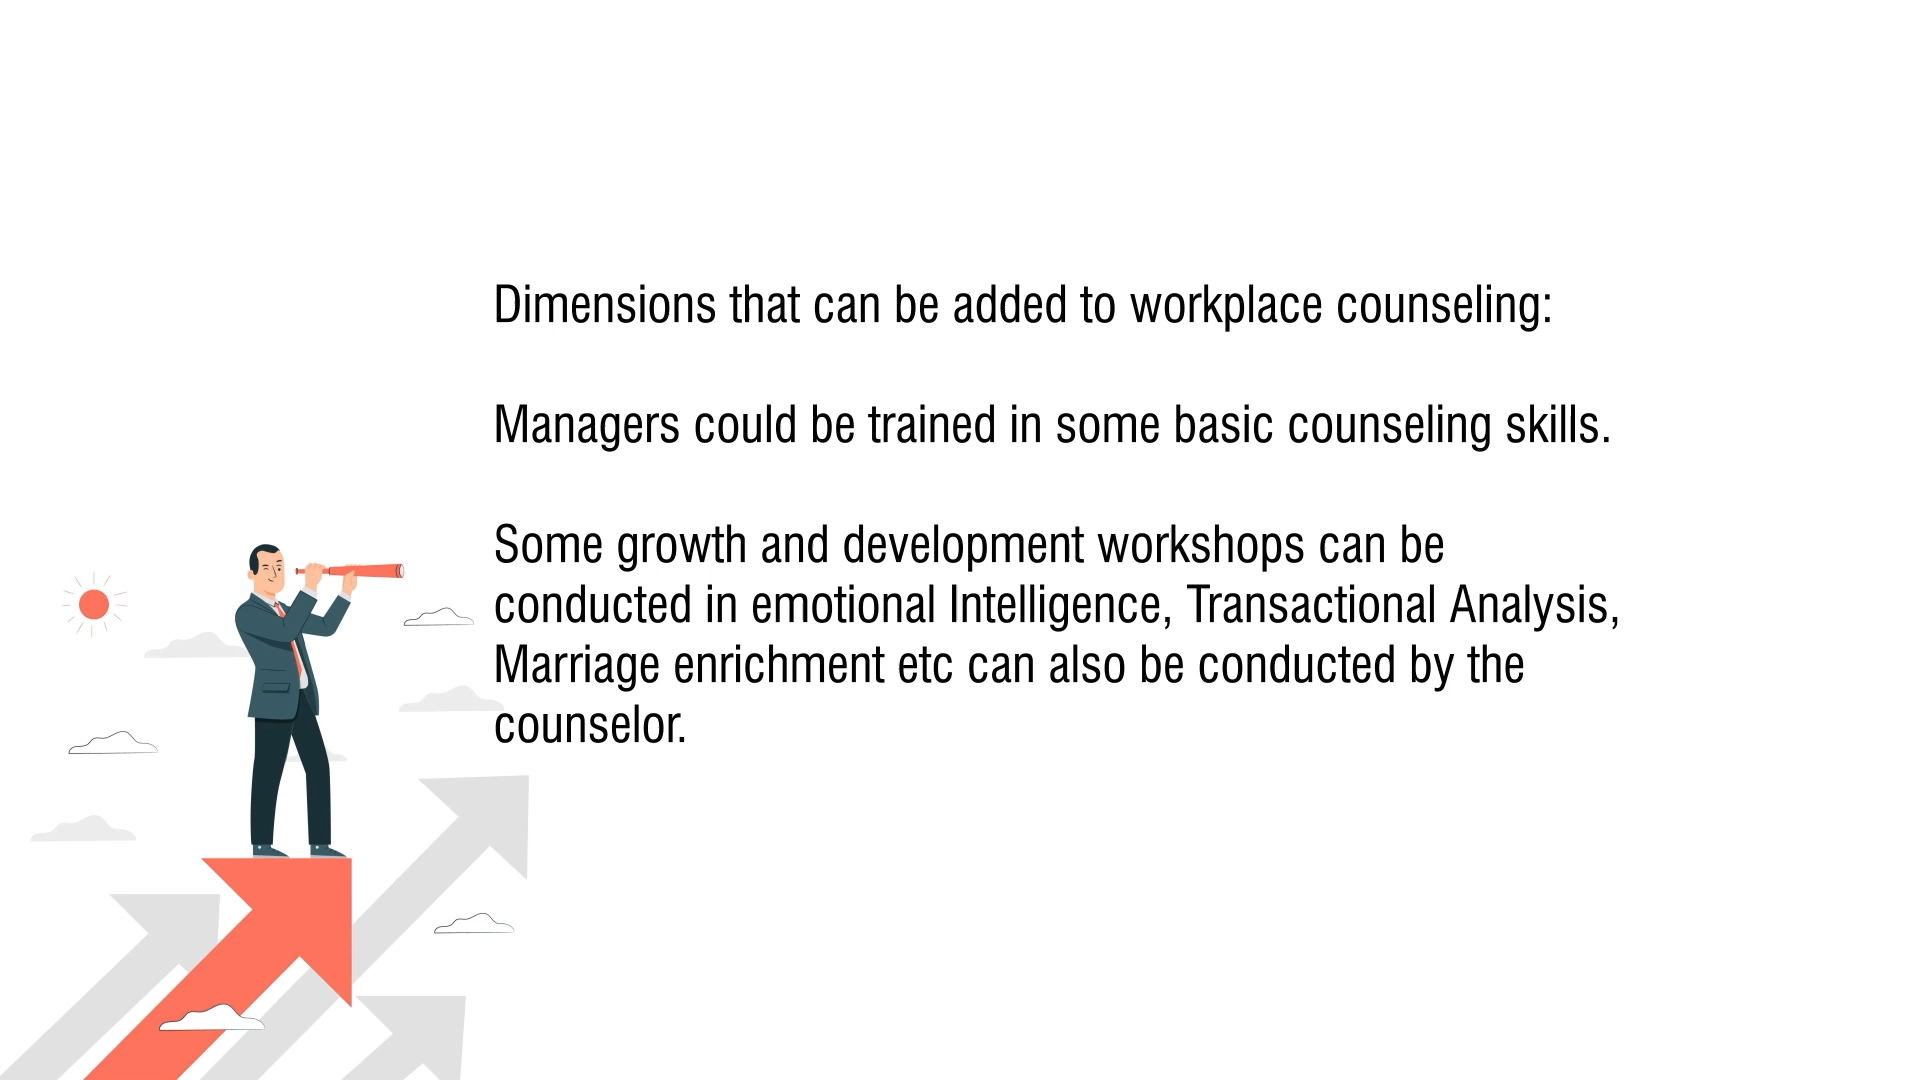 Dimensions that can be added to workplace counseling:
Managers could be trained in some basic counseling skills.
Some growth and development workshops can be
conducted in emotional Intelligence, Transactional Analysis,
Marriage enrichment etc can also be conducted by the
counselor.